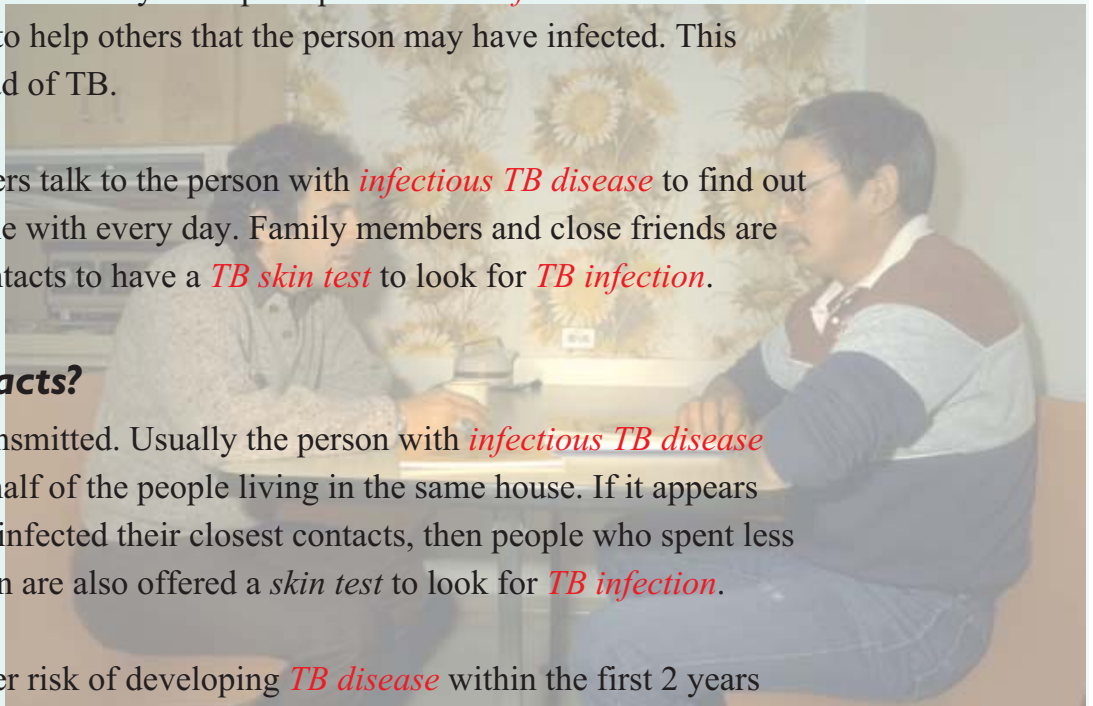 to help others that the person may have infected. This
d of TB.
ers talk to the person with infectious TB disease to find out
e with every day. Family members and close friends are
ntacts to have a TB skin test to look for TB infection.
acts?
nsmitted. Usually the person with infectious TB disease
half of the people living in the same house. If it appears
infected their closest contacts, then people who spent less
n are also offered a skin test to look for TB infection.
er risk of developing TB disease within the first 2 years